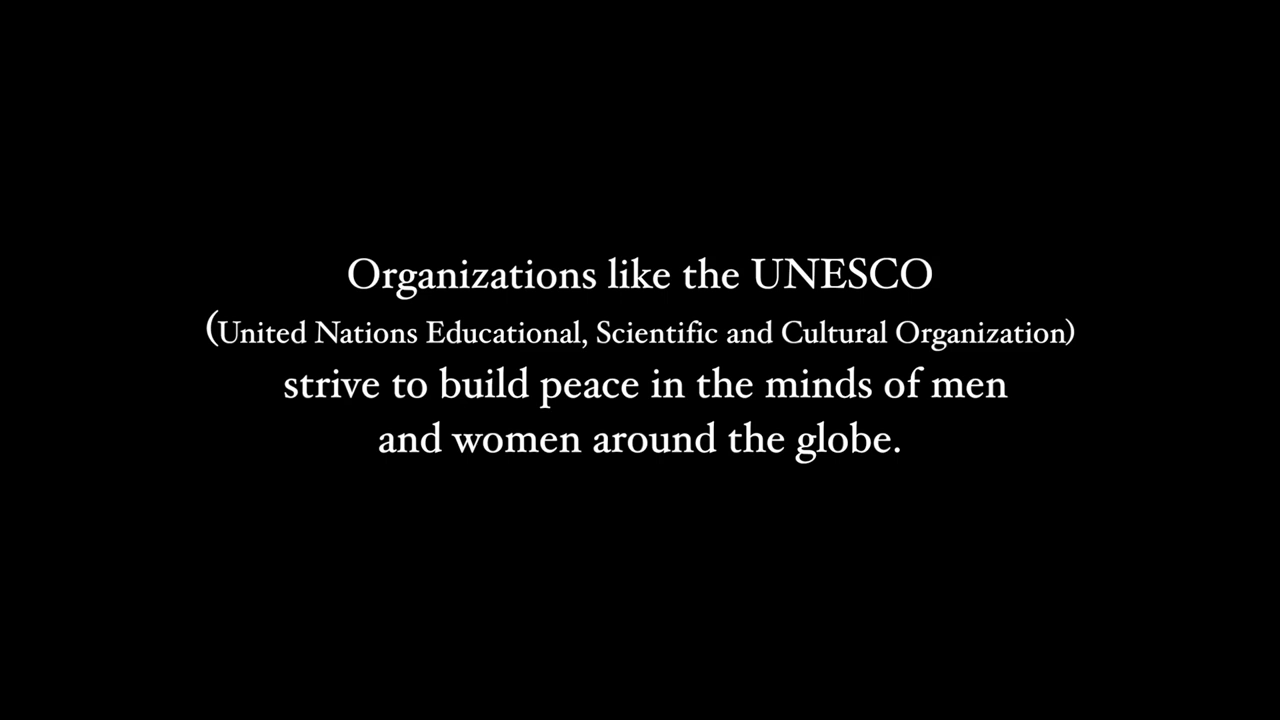 Organizations like the UNESCO
(United Nations Educational, Scientific and Cultural Organization)
strive to build peace in the minds of men
and women around the globe.